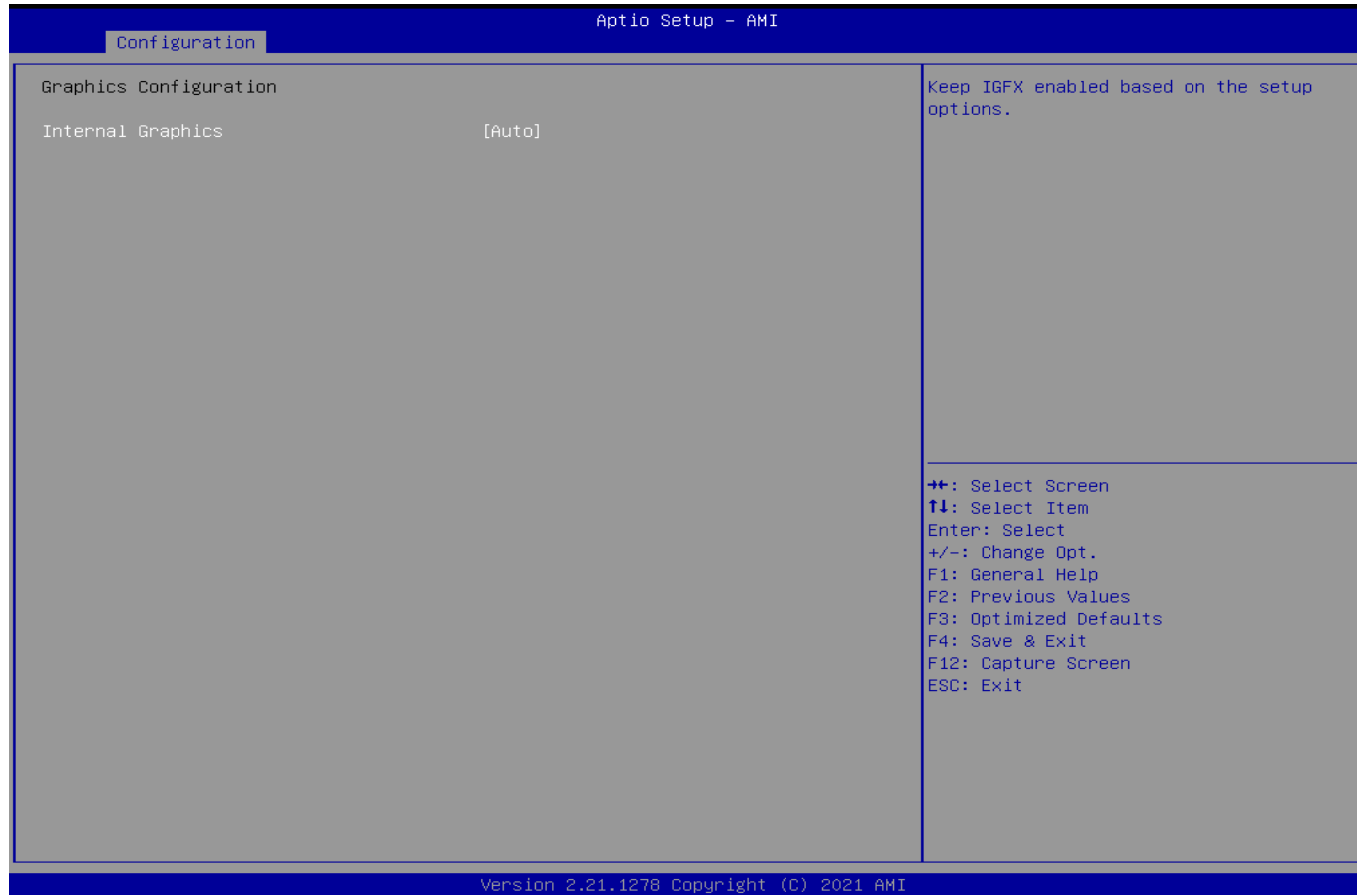 Aptio Setup – AMI
Configuration
Graphics Configuration
Internal Graphics [Auto]
Keep IGFX enabled based on the setup
options.
→←: Select Screen
↑↓: Select Item
Enter: Select
+/-: Change Opt.
F1: General Help
F2: Previous Values
F3: Optimized Defaults
F4: Save & Exit
F12: Capture Screen
ESC: Exit
Version 2.21.1278 Copyright (C) 2021 AMI